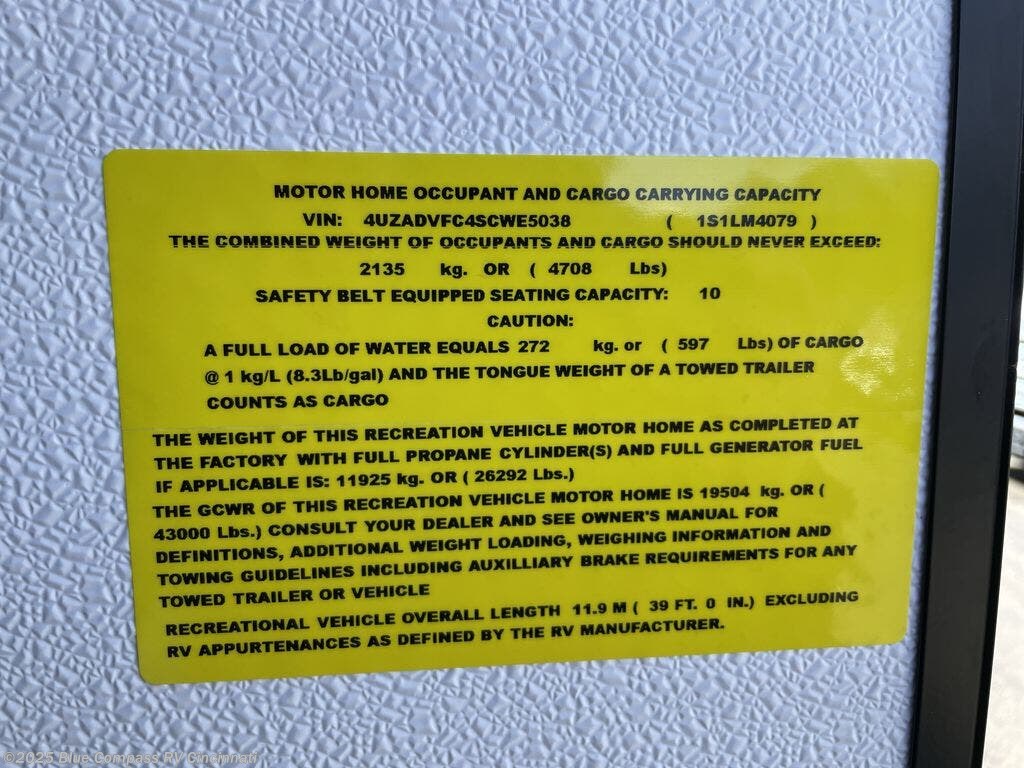 MOTOR HOME OCCUPANT AND CARGO CARRYING CAPACITY
VIN: 4UZADVFC4SCWE5038 ( 1S1LM4079 )
THE COMBINED WEIGHT OF OCCUPANTS AND CARGO SHOULD NEVER EXCEED:
2135 kg. OR ( 4708 Lbs)
SAFETY BELT EQUIPPED SEATING CAPACITY: 10
CAUTION:
A FULL LOAD OF WATER EQUALS 272 kg. or ( 597 Lbs) OF CARGO
@ 1 kg/L (8.3Lb/gal) AND THE TONGUE WEIGHT OF A TOWED TRAILER
COUNTS AS CARGO
THE WEIGHT OF THIS RECREATION VEHICLE MOTOR HOME AS COMPLETED AT
THE FACTORY WITH FULL PROPANE CYLINDER(S) AND FULL GENERATOR FUEL
IF APPLICABLE IS: 11925 kg. OR ( 26292 Lbs.)
THE GCWR OF THIS RECREATION VEHICLE MOTOR HOME IS 19504 kg. OR (
43000 Lbs.) CONSULT YOUR DEALER AND SEE OWNER'S MANUAL FOR
DEFINITIONS, ADDITIONAL WEIGHT LOADING, WEIGHING INFORMATION AND
TOWING GUIDELINES INCLUDING AUXILLIARY BRAKE REQUIREMENTS FOR ANY
TOWED TRAILER OR VEHICLE
RECREATIONAL VEHICLE OVERALL LENGTH 11.9 M ( 39 FT. 0 IN.) EXCLUDING
RV APPURTENANCES AS DEFINED BY THE RV MANUFACTURER.
©2025 Blue Compass RV Cincinnati